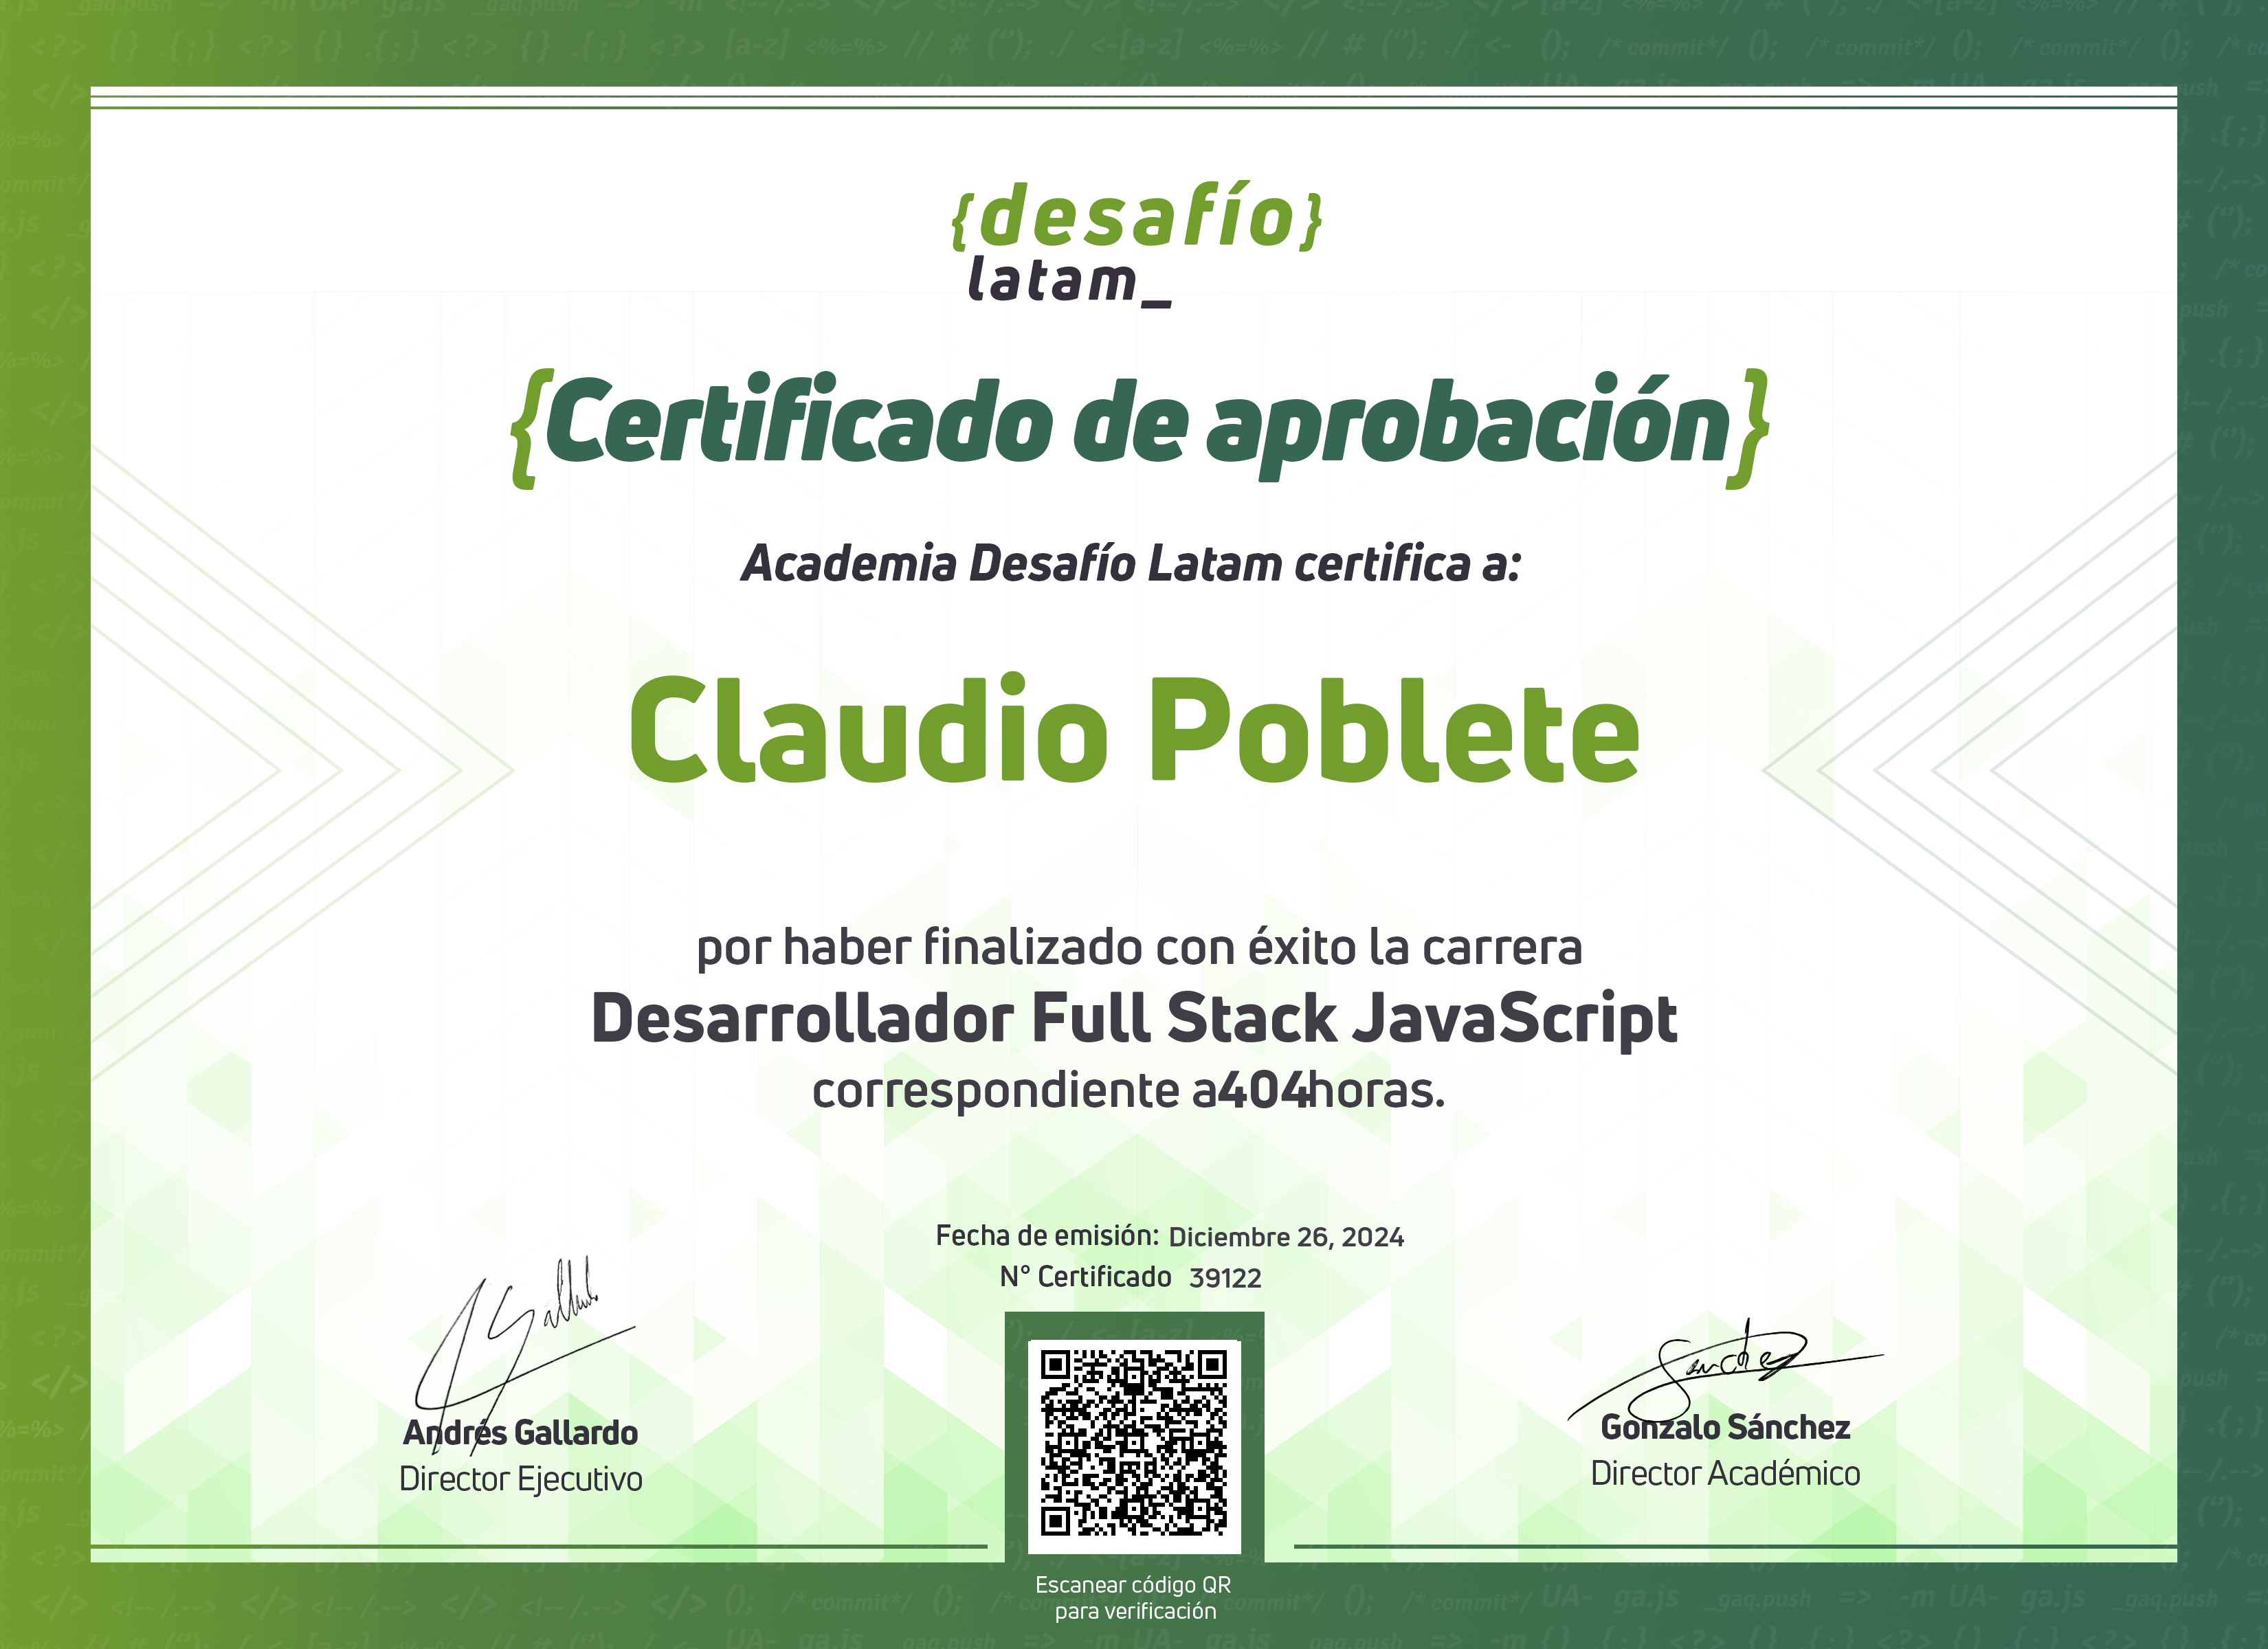 {desafío}
latam_
{Certificado de aprobación}
Academia Desafío Latam certifica a:
Claudio Poblete
por haber finalizado con éxito la carrera
Desarrollador Full Stack JavaScript
correspondiente a404horas.
Fecha de emisión: Diciembre 26, 2024
N° Certificado 39122
Andrés Gallardo
Director Ejecutivo
Gonzalo Sánchez
Director Académico
Escanear código QR
para verificación